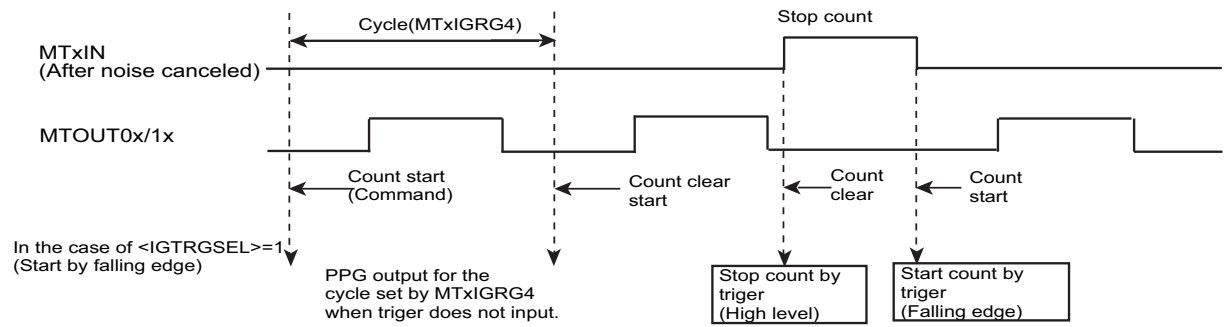 Cycle(MTxIGRG4)
Stop count
MTxIN
(After noise canceled)
MTOUT0x/1x
Count start
(Command)
Count clear
start
Count
clear
Count
start
In the case of <IGTRGSEL>=1
(Start by falling edge)
PPG output for the
cycle set by MTxIGRG4
when triger does not input.
Stop count by
triger
(High level)
Start count by
triger
(Falling edge)